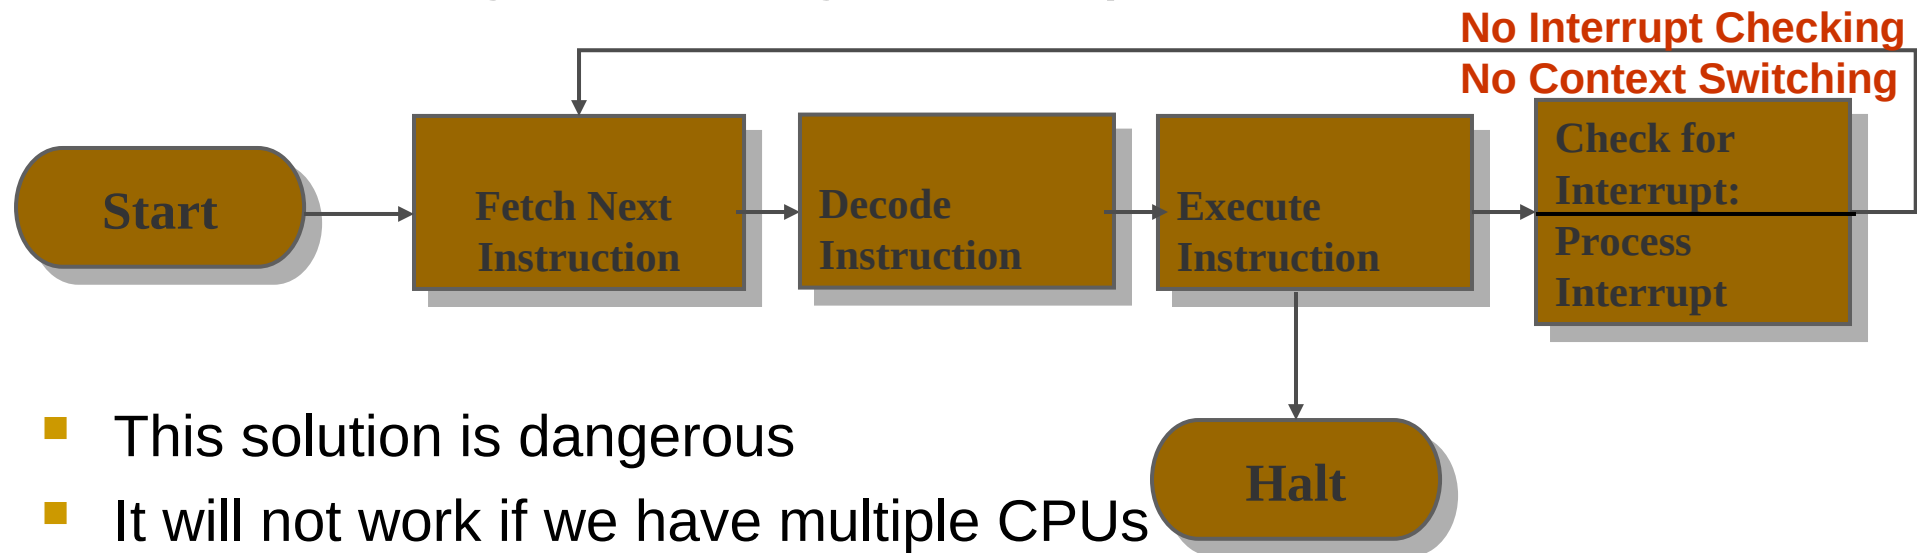 No Interrupt Checking
No Context Switching
Start
Fetch Next
Instruction
Decode
Instruction
Execute
Instruction
Check for
Interrupt:
Process
Interrupt
Halt
This solution is dangerous
It will not work if we have multiple CPUs